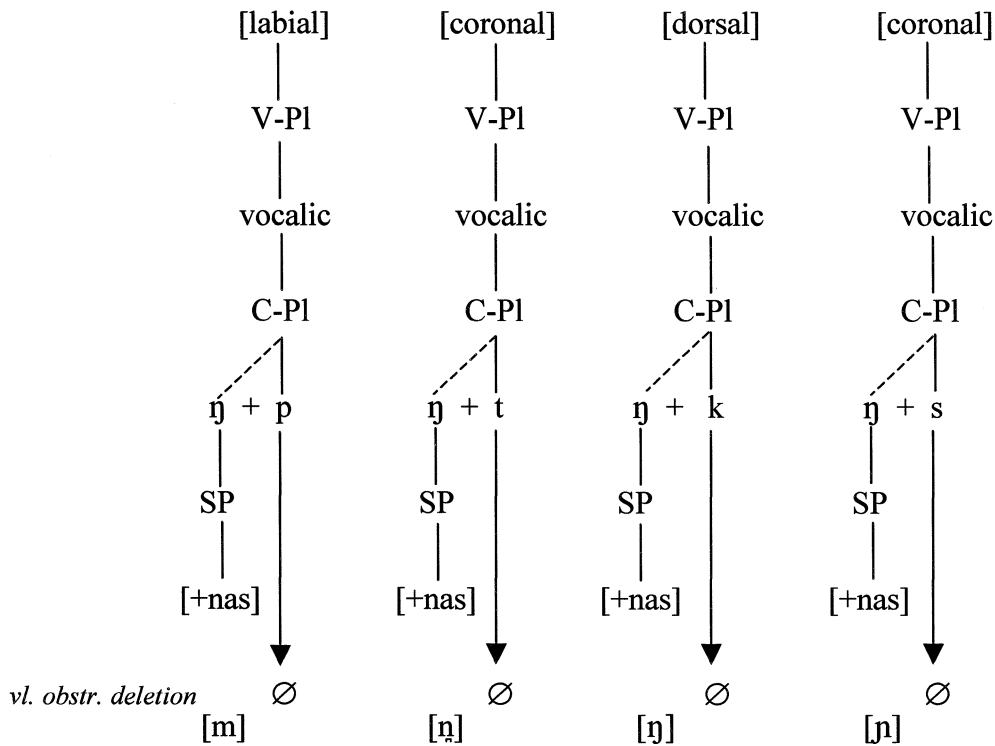 [labial] [coronal] [dorsal] [coronal]
V-Pl V-Pl V-Pl V-Pl
vocalic vocalic vocalic vocalic
C-Pl C-Pl C-Pl C-Pl
ŋ + p ŋ + t ŋ + k ŋ + s
SP SP SP SP
[+nas] [+nas] [+nas] [+nas]
vl. obstr. deletion ∅ ∅ ∅ ∅
[m] [n̪] [ŋ] [ɲ]